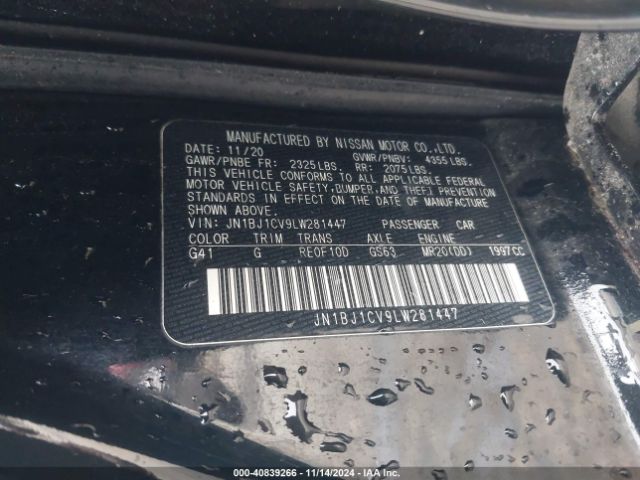 MANUFACTURED BY NISSAN MOTOR CO.,LTD.
DATE: 11/20 GVWR/PNBV: 4355 LBS.
GAWR/PNBE FR: 2325 LBS. RR: 2075 LBS.
THIS VEHICLE CONFORMS TO ALL APPLICABLE FEDERAL
MOTOR VEHICLE SAFETY, BUMPER, AND THEFT PREVENTION
STANDARDS IN EFFECT ON THE DATE OF MANUFACTURE
SHOWN ABOVE.
VIN: JN1BJ1CV9LW281447 PASSENGER CAR
COLOR TRIM TRANS AXLE ENGINE
G41 G RE0F10D GS63 MR20(DD) 1997CC
JN1BJ1CV9LW281447
000-40839266 - 11/14/2024 - IAA Inc.